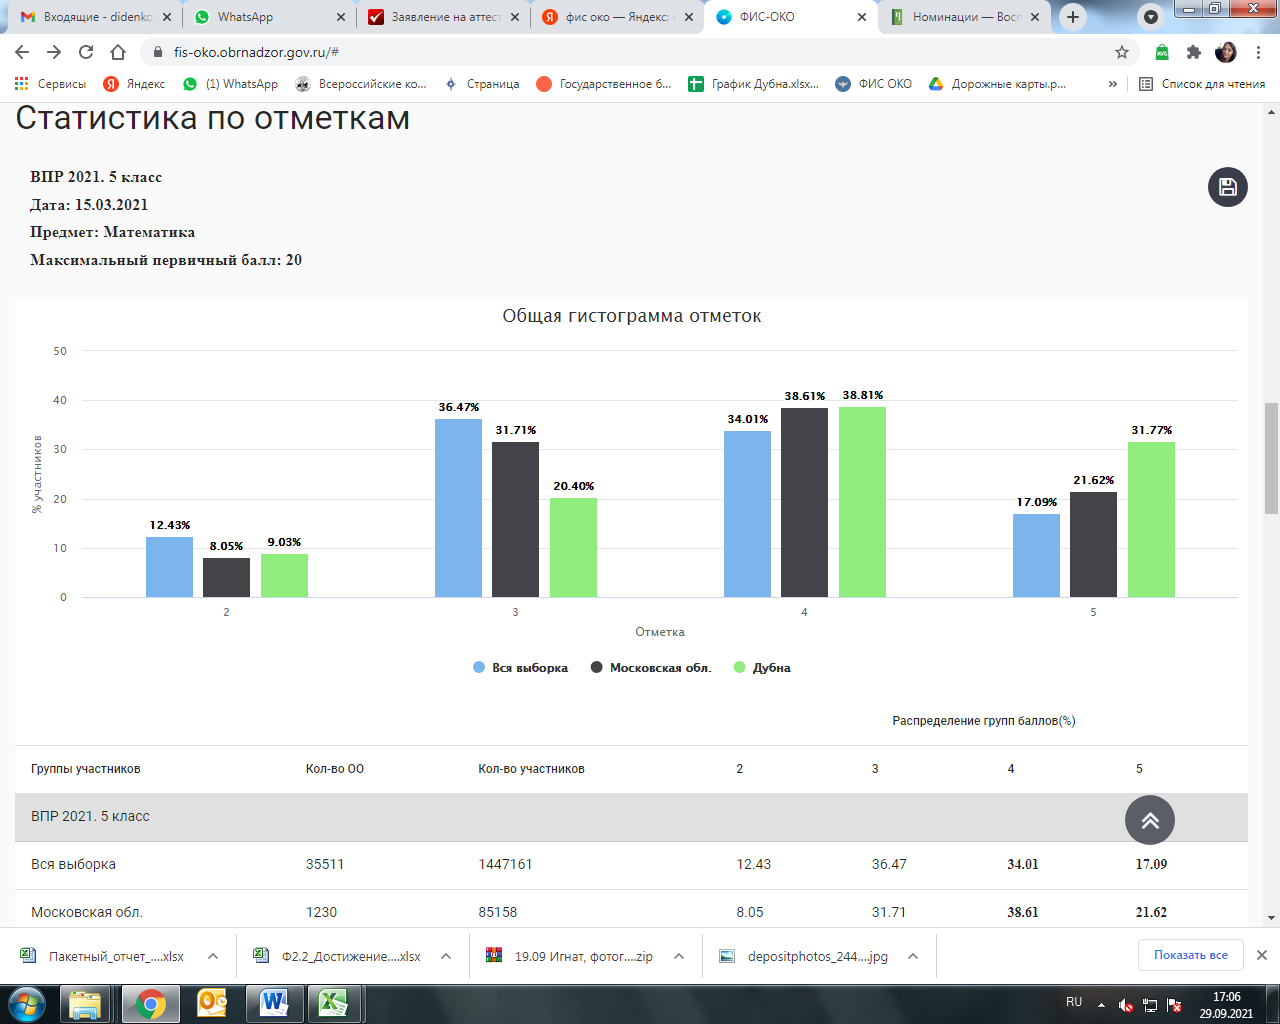 Входящие - didenko
WhatsApp
Заявление на аттест
фис око — Яндекс:
ФИС-ОКО
Номинации — Восп
fis-oko.obrnadzor.gov.ru/#
Сервисы
Яндекс
(1) WhatsApp
Всероссийские ко...
Страница
Государственное б...
График Дубна.xlsx...
ФИС ОКО
Дорожные карты.р...
»
Список для чтения
Статистика по отметкам
ВПР 2021. 5 класс
Дата: 15.03.2021
Предмет: Математика
Максимальный первичный балл: 20
Общая гистограмма отметок
% участников
50
40
30
20
10
0
12.43%
8.05%
9.03%
36.47%
31.71%
20.40%
34.01%
38.61%
38.81%
17.09%
21.62%
31.77%
2 3 4 5
Отметка
Вся выборка Московская обл. Дубна
Распределение групп баллов(%)
Группы участников Кол-во ОО Кол-во участников 2 3 4 5
ВПР 2021. 5 класс
Вся выборка 35511 1447161 12.43 36.47 34.01 17.09
Московская обл. 1230 85158 8.05 31.71 38.61 21.62
Пакетный_отчет_....xlsx
Ф2.2_Достижение....xlsx
19.09 Игнат, фотог....zip
depositphotos_244....jpg
Показать все
RU
17:06
29.09.2021